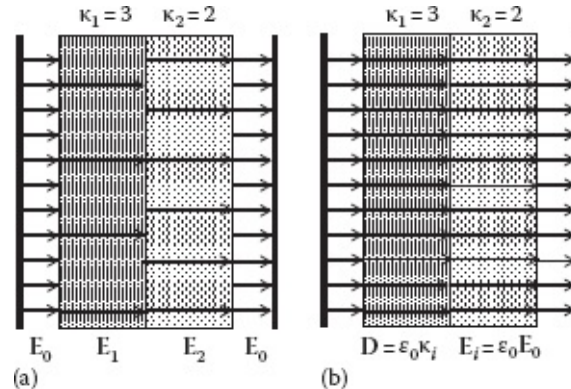 κ₁ = 3 κ₂ = 2 κ₁ = 3 κ₂ = 2
E₀ E₁ E₂ E₀ D = ε₀κᵢ Eᵢ = ε₀E₀
(a) (b)